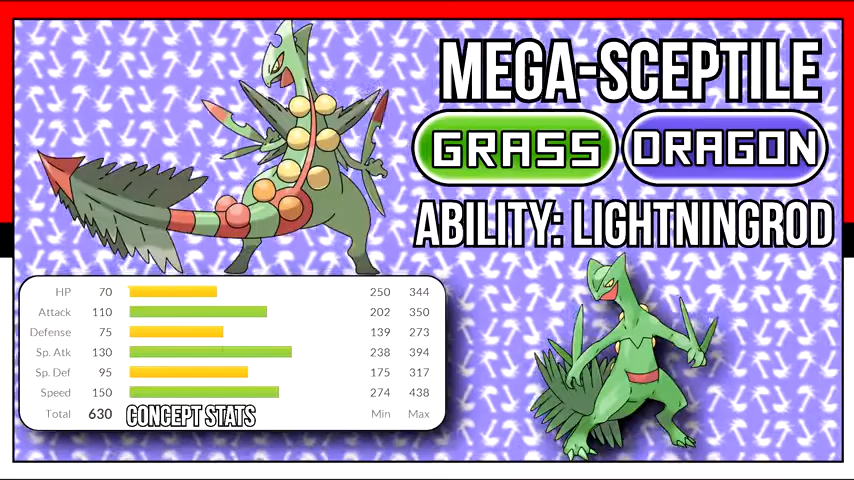 MEGA-SCEPTILE
GRASS DRAGON
ABILITY: LIGHTNINGROD
HP 70 250 344
Attack 110 202 350
Defense 75 139 273
Sp. Atk 130 238 394
Sp. Def 95 175 317
Speed 150 274 438
Total 630 CONCEPT STATS Min Max